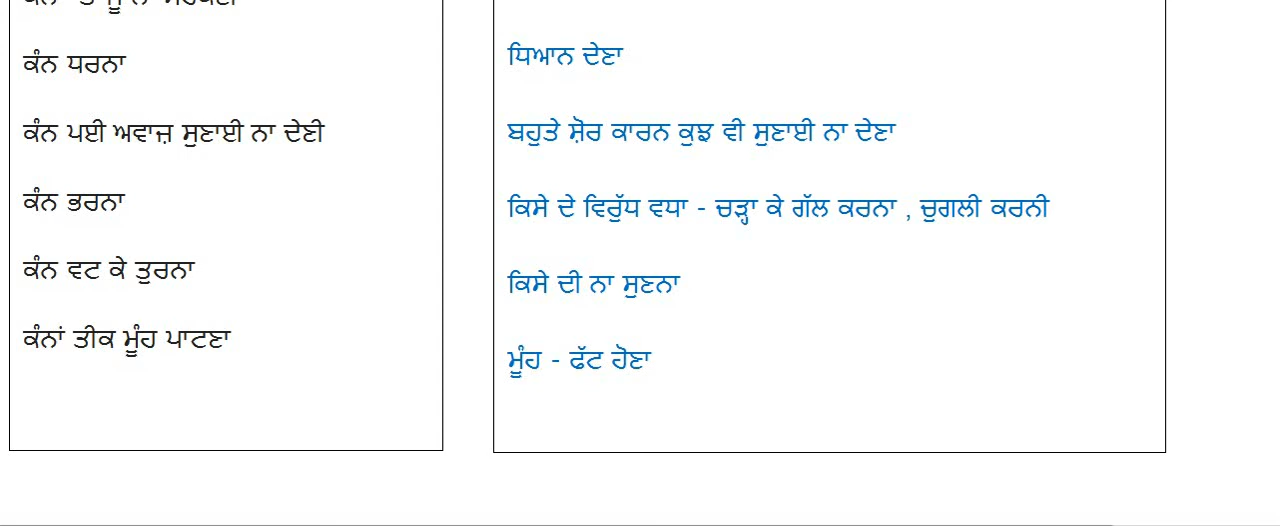 ਕੰਨ ਧਰਨਾ
ਕੰਨ ਪਈ ਅਵਾਜ਼ ਸੁਣਾਈ ਨਾ ਦੇਣੀ
ਕੰਨ ਭਰਨਾ
ਕੰਨ ਵਟ ਕੇ ਤੁਰਨਾ
ਕੰਨਾਂ ਤੀਕ ਮੂੰਹ ਪਾਟਣਾ
ਧਿਆਨ ਦੇਣਾ
ਬਹੁਤੇ ਸ਼ੋਰ ਕਾਰਨ ਕੁਝ ਵੀ ਸੁਣਾਈ ਨਾ ਦੇਣਾ
ਕਿਸੇ ਦੇ ਵਿਰੁੱਧ ਵਧਾ - ਚੜ੍ਹਾ ਕੇ ਗੱਲ ਕਰਨਾ , ਚੁਗਲੀ ਕਰਨੀ
ਕਿਸੇ ਦੀ ਨਾ ਸੁਣਨਾ
ਮੂੰਹ - ਫੱਟ ਹੋਣਾ